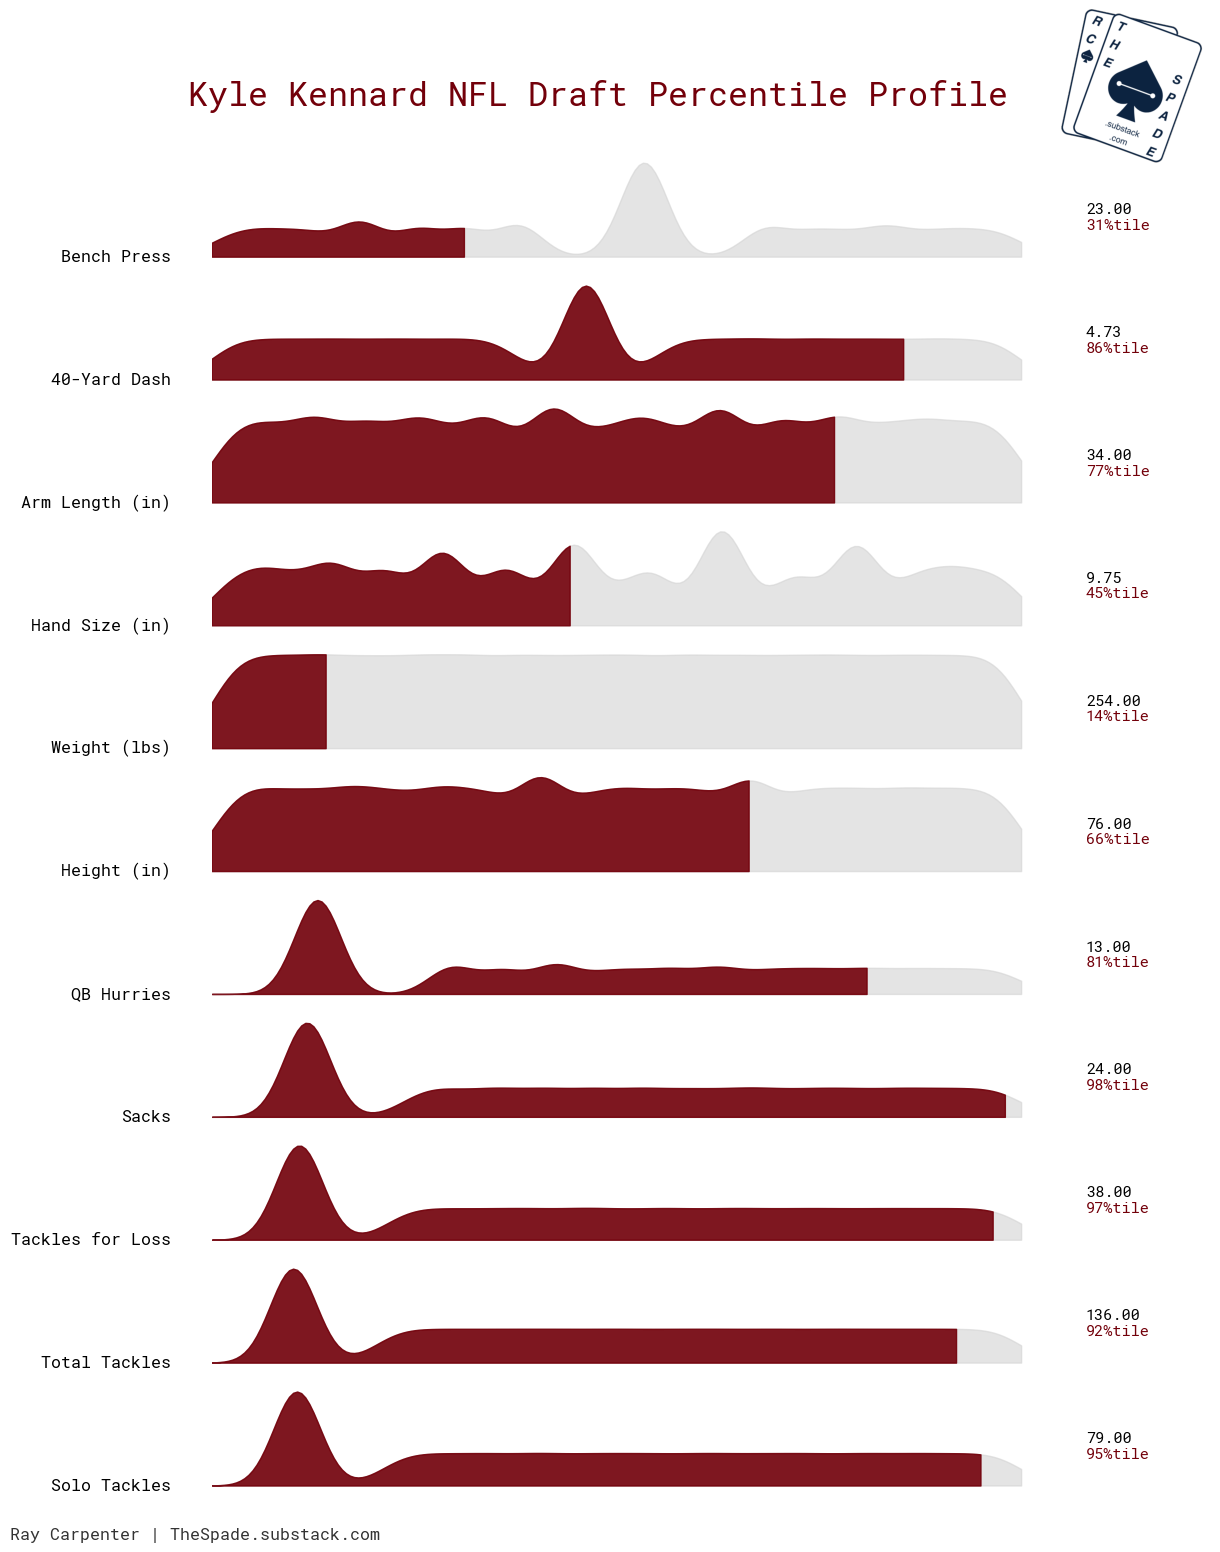 RC
THE
SPADE
.substack
.com
Kyle Kennard NFL Draft Percentile Profile
Bench Press
23.00
31%tile
40-Yard Dash
4.73
86%tile
Arm Length (in)
34.00
77%tile
Hand Size (in)
9.75
45%tile
Weight (lbs)
254.00
14%tile
Height (in)
76.00
66%tile
QB Hurries
13.00
81%tile
Sacks
24.00
98%tile
Tackles for Loss
38.00
97%tile
Total Tackles
136.00
92%tile
Solo Tackles
79.00
95%tile
Ray Carpenter | TheSpade.substack.com